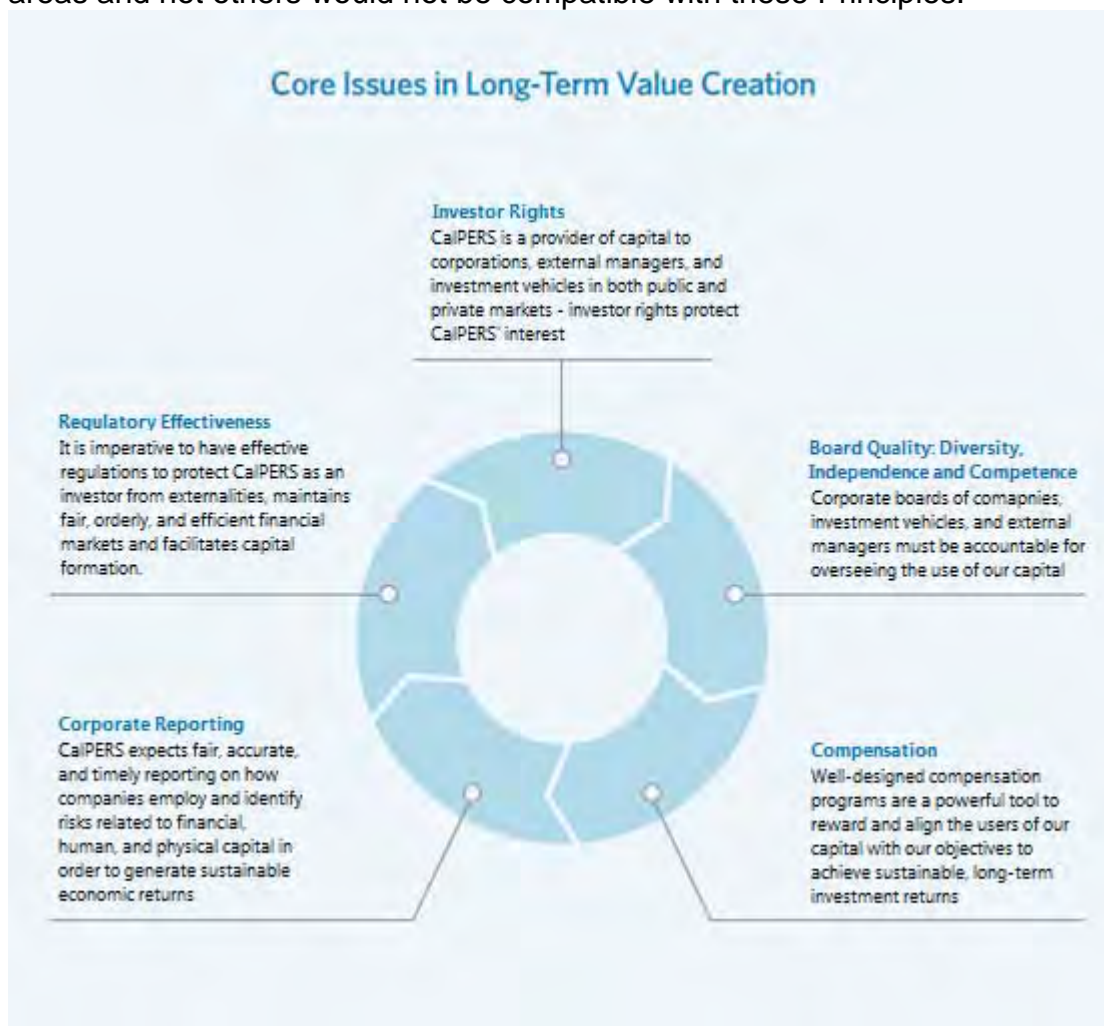 areas and not others would not be compatible with these Principles.
Core Issues in Long-Term Value Creation
Investor Rights
CalPERS is a provider of capital to
corporations, external managers, and
investment vehicles in both public and
private markets - investor rights protect
CalPERS' interest
Regulatory Effectiveness
It is imperative to have effective
regulations to protect CalPERS as an
investor from externalities, maintains
fair, orderly, and efficient financial
markets and facilitates capital
formation.
Board Quality: Diversity,
Independence and Competence
Corporate boards of comapnies,
investment vehicles, and external
managers must be accountable for
overseeing the use of our capital
Corporate Reporting
CalPERS expects fair, accurate,
and timely reporting on how
companies employ and identify
risks related to financial,
human, and physical capital in
order to generate sustainable
economic returns
Compensation
Well-designed compensation
programs are a powerful tool to
reward and align the users of our
capital with our objectives to
achieve sustainable, long-term
investment returns